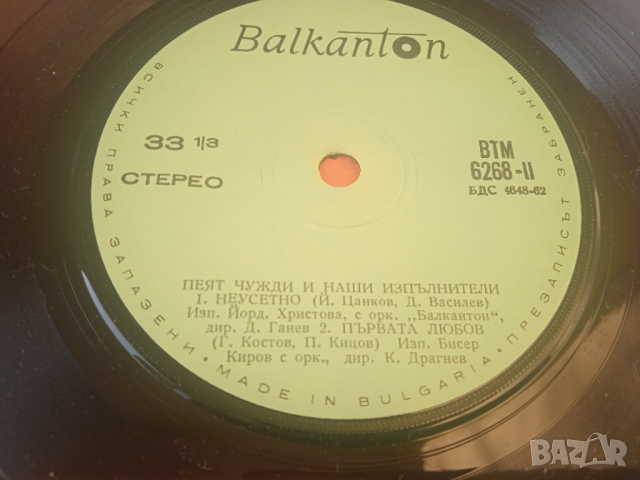 Balkanton
33 1/3
СТЕРЕО
ВТМ
6268-II
БДС 4648-62
ПЕЯТ ЧУЖДИ И НАШИ ИЗПЪЛНИТЕЛИ
1. НЕУСЕТНО (Й. Цанков, Д. Василев)
Изп. Йорд. Христова, с орк. „Балкантон“,
дир. Д. Ганев 2. ПЪРВАТА ЛЮБОВ
(Г. Костов, П. Кицов) Изп. Бисер
Киров с орк., дир. К. Драгнев
ВСИЧКИ ПРАВА ЗАПАЗЕНИ • MADE IN BULGARIA • ПРЕЗАПИСЪТ ЗАБРАНЕН
BAZAR